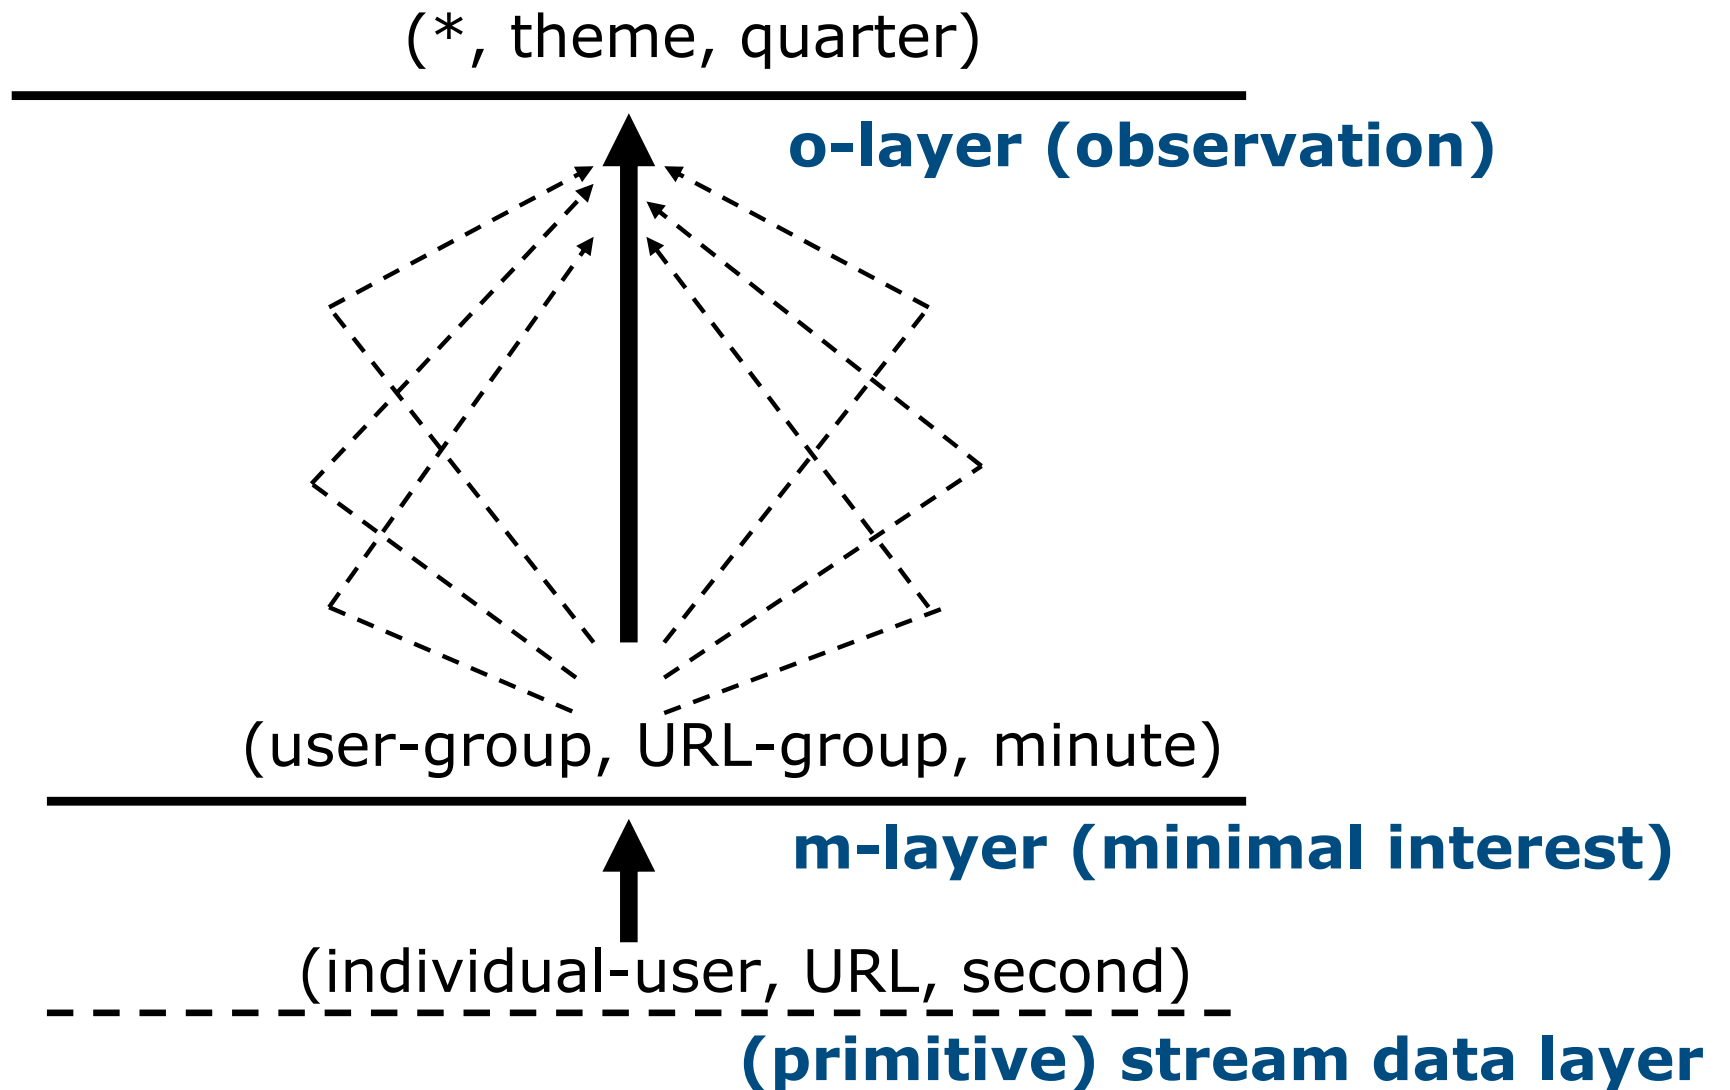 (*, theme, quarter)
o-layer (observation)
(user-group, URL-group, minute)
m-layer (minimal interest)
(individual-user, URL, second)
(primitive) stream data layer